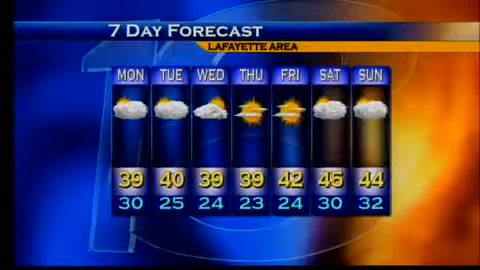 7 DAY FORECAST
LAFAYETTE AREA
MON TUE WED THU FRI SAT SUN
39 40 39 39 42 45 44
30 25 24 23 24 30 32